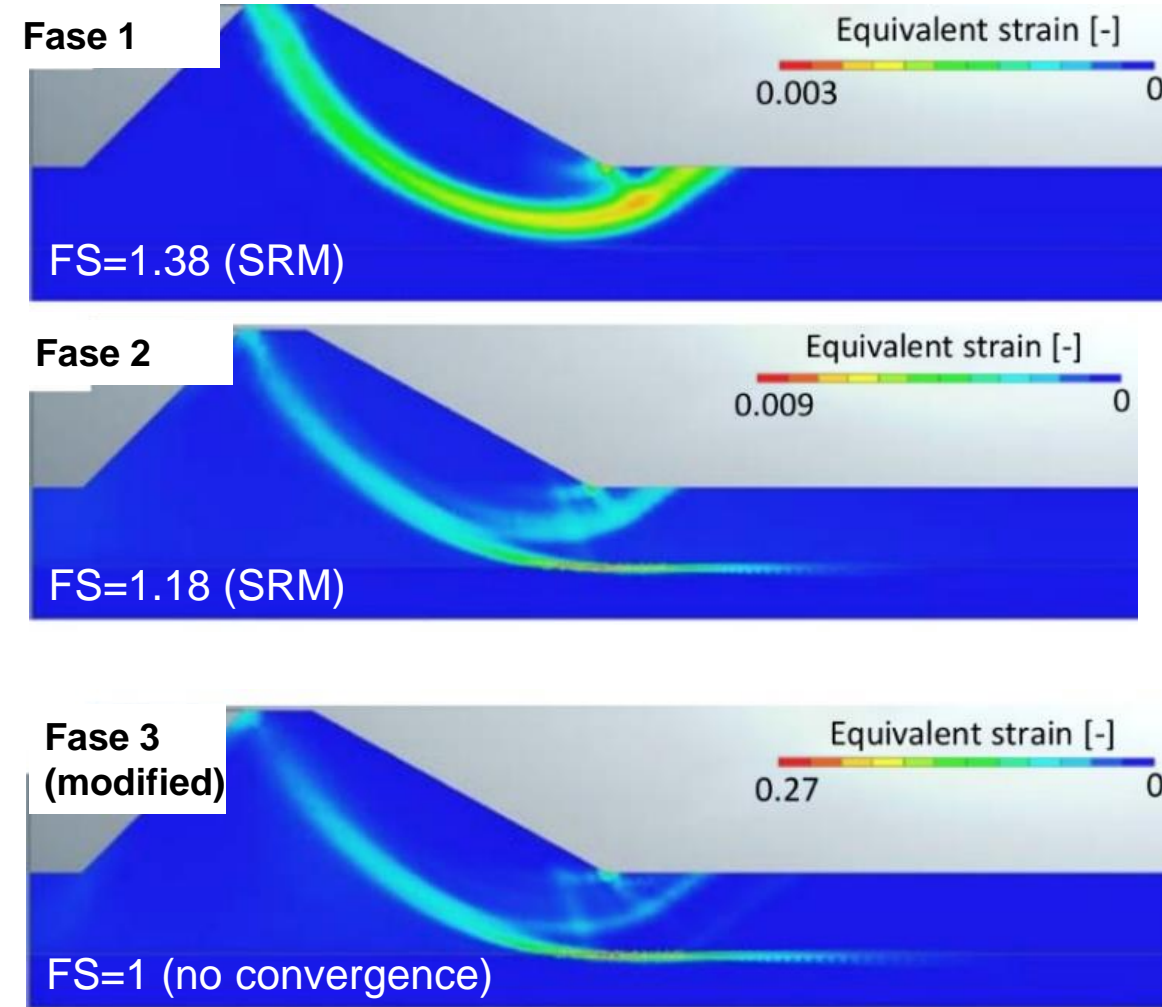 Fase 1
Equivalent strain [-]
0.003 0
FS=1.38 (SRM)
Fase 2
Equivalent strain [-]
0.009 0
FS=1.18 (SRM)
Fase 3
(modified)
Equivalent strain [-]
0.27 0
FS=1 (no convergence)